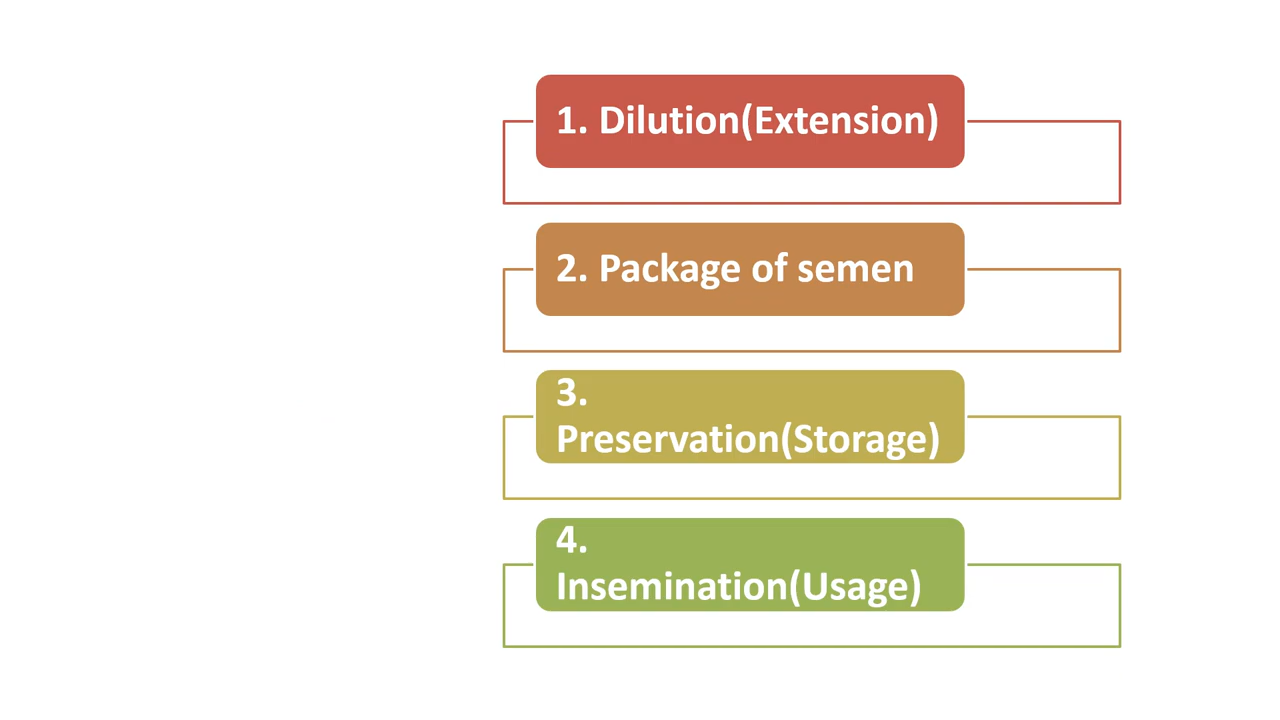 1. Dilution(Extension)
2. Package of semen
3.
Preservation(Storage)
4.
Insemination(Usage)